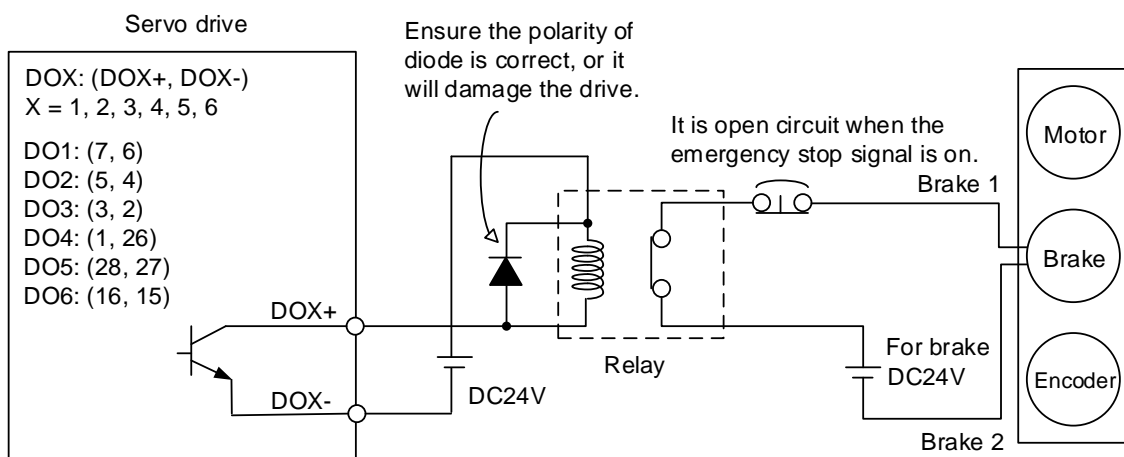 Servo drive
DOX: (DOX+, DOX-)
X = 1, 2, 3, 4, 5, 6
DO1: (7, 6)
DO2: (5, 4)
DO3: (3, 2)
DO4: (1, 26)
DO5: (28, 27)
DO6: (16, 15)
DOX+
DOX-
Ensure the polarity of
diode is correct, or it
will damage the drive.
DC24V
Relay
It is open circuit when the
emergency stop signal is on.
Brake 1
For brake
DC24V
Brake 2
Motor
Brake
Encoder